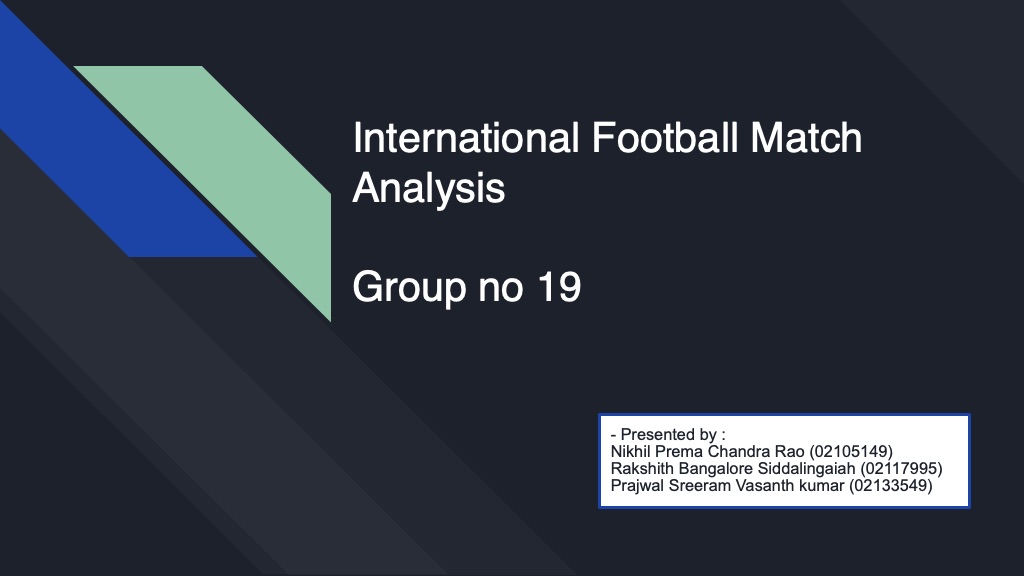 International Football Match
Analysis
Group no 19
- Presented by :
Nikhil Prema Chandra Rao (02105149)
Rakshith Bangalore Siddalingaiah (02117995)
Prajwal Sreeram Vasanth kumar (02133549)